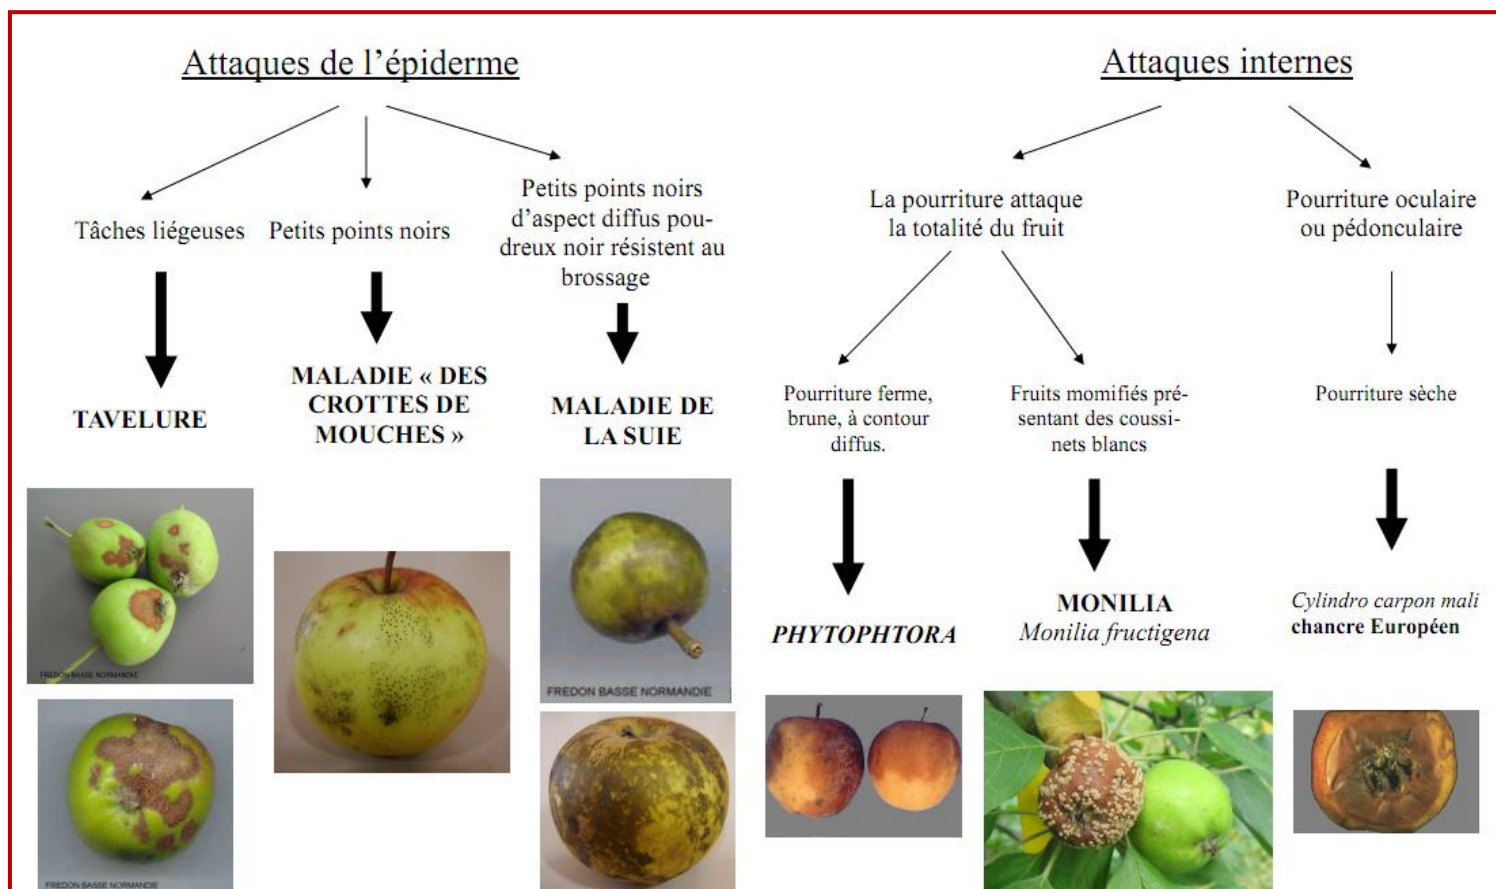 Attaques de l’épiderme
Tâches liégeuses
TAVELURE
Petits points noirs
MALADIE « DES
CROTTES DE
MOUCHES »
Petits points noirs
d’aspect diffus pou-
dreux noir résistent au
brossage
MALADIE DE
LA SUIE
FREDON BASSE NORMANDIE
FREDON BASSE NORMANDIE
FREDON BASSE NORMANDIE
Attaques internes
La pourriture attaque
la totalité du fruit
Pourriture ferme,
brune, à contour
diffus.
PHYTOPHTORA
Fruits momifiés pré-
sentant des coussi-
nets blancs
MONILIA
Monilia fructigena
Pourriture oculaire
ou pédonculaire
Pourriture sèche
Cylindro carpon mali
chancre Européen